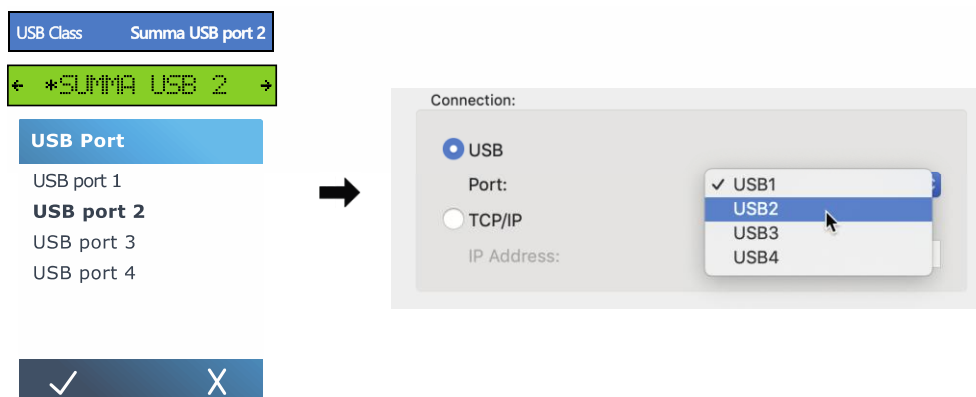 USB Class Summa USB port 2
*SUMMA USB 2
USB Port
USB port 1
USB port 2
USB port 3
USB port 4
Connection:
USB
Port:
TCP/IP
IP Address:
✓ USB1
USB2
USB3
USB4